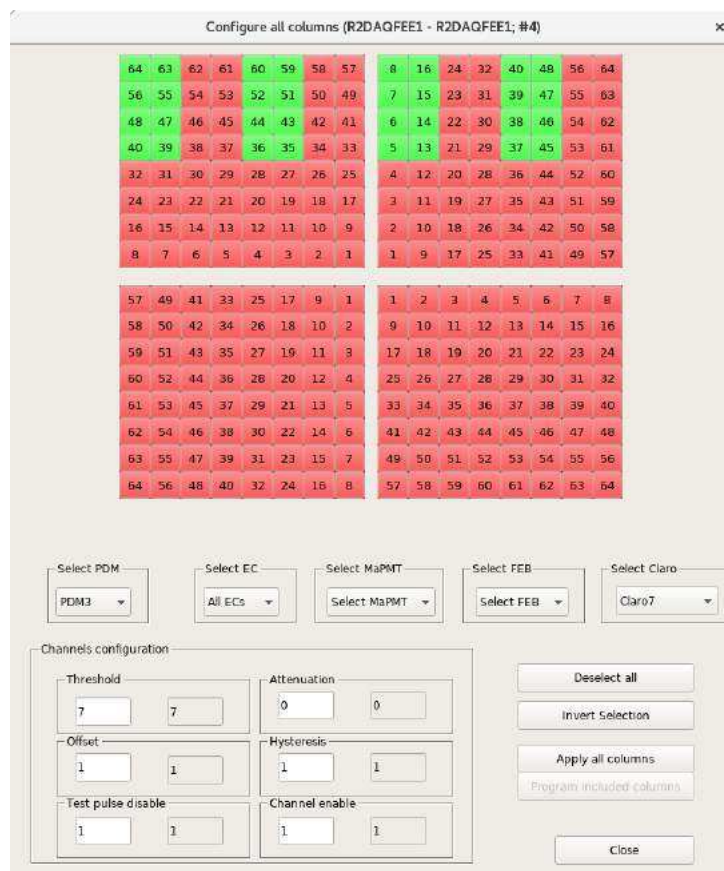 Configure all columns (R2DAQFEE1 - R2DAQFEE1; #4)
×
64 63 62 61 60 59 58 57 8 16 24 32 40 48 56 64
56 55 54 53 52 51 50 49 7 15 23 31 39 47 55 63
48 47 46 45 44 43 42 41 6 14 22 30 38 46 54 62
40 39 38 37 36 35 34 33 5 13 21 29 37 45 53 61
32 31 30 29 28 27 26 25 4 12 20 28 36 44 52 60
24 23 22 21 20 19 18 17 3 11 19 27 35 43 51 59
16 15 14 13 12 11 10 9 2 10 18 26 34 42 50 58
8 7 6 5 4 3 2 1 1 9 17 25 33 41 49 57
57 49 41 33 25 17 9 1 1 2 3 4 5 6 7 8
58 50 42 34 26 18 10 2 9 10 11 12 13 14 15 16
59 51 43 35 27 19 11 3 17 18 19 20 21 22 23 24
60 52 44 36 28 20 12 4 25 26 27 28 29 30 31 32
61 53 45 37 29 21 13 5 33 34 35 36 37 38 39 40
62 54 46 38 30 22 14 6 41 42 43 44 45 46 47 48
63 55 47 39 31 23 15 7 49 50 51 52 53 54 55 56
64 56 48 40 32 24 16 8 57 58 59 60 61 62 63 64
Select PDM Select EC Select MaPMT Select FEB Select Claro
PDM3 All ECs Select MaPMT Select FEB Claro7
Channels configuration
Threshold Attenuation
7 7 0 0
Offset Hysteresis
1 1 1 1
Test pulse disable Channel enable
1 1 1 1
Deselect all
Invert Selection
Apply all columns
Program included columns
Close